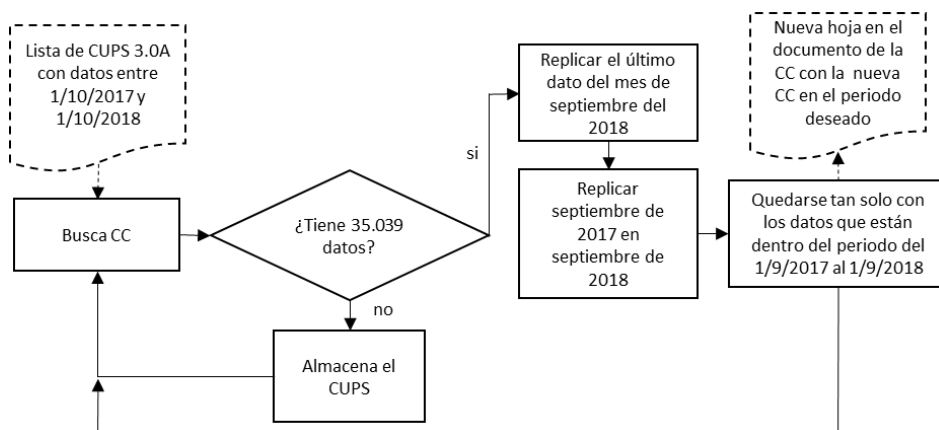 Lista de CUPS 3.0A
con datos entre
1/10/2017 y
1/10/2018
Busca CC
¿Tiene 35.039
datos?
si
no
Almacena el
CUPS
Replicar el último
dato del mes de
septiembre del
2018
Replicar
septiembre de
2017 en
septiembre de
2018
Nueva hoja en el
documento de la
CC con la nueva
CC en el periodo
deseado
Quedarse tan solo con
los datos que están
dentro del periodo del
1/9/2017 al 1/9/2018